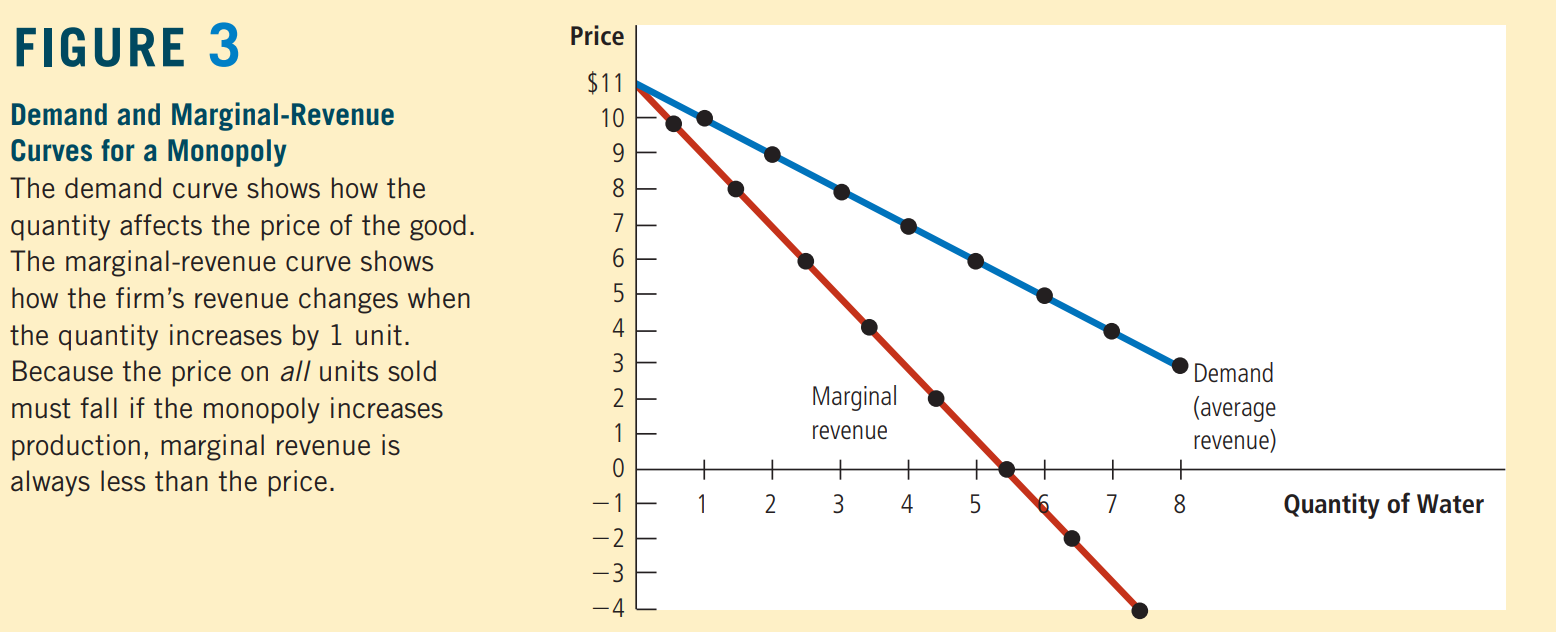 FIGURE 3
Demand and Marginal-Revenue
Curves for a Monopoly
The demand curve shows how the
quantity affects the price of the good.
The marginal-revenue curve shows
how the firm's revenue changes when
the quantity increases by 1 unit.
Because the price on all units sold
must fall if the monopoly increases
production, marginal revenue is
always less than the price.
Price
$11
10
9
8
7
6
5
4
3
2
1
0
−1
−2
−3
−4
Marginal
revenue
Demand
(average
revenue)
1 2 3 4 5 6 7 8
Quantity of Water